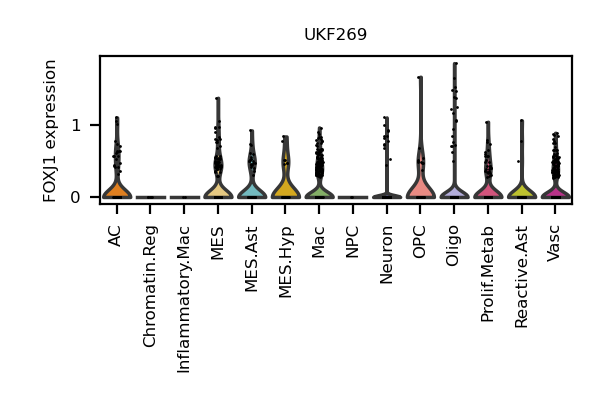 UKF269
FOXJ1 expression
1
0
AC
Chromatin.Reg
Inflammatory.Mac
MES
MES.Ast
MES.Hyp
Mac
NPC
Neuron
OPC
Oligo
Prolif.Metab
Reactive.Ast
Vasc